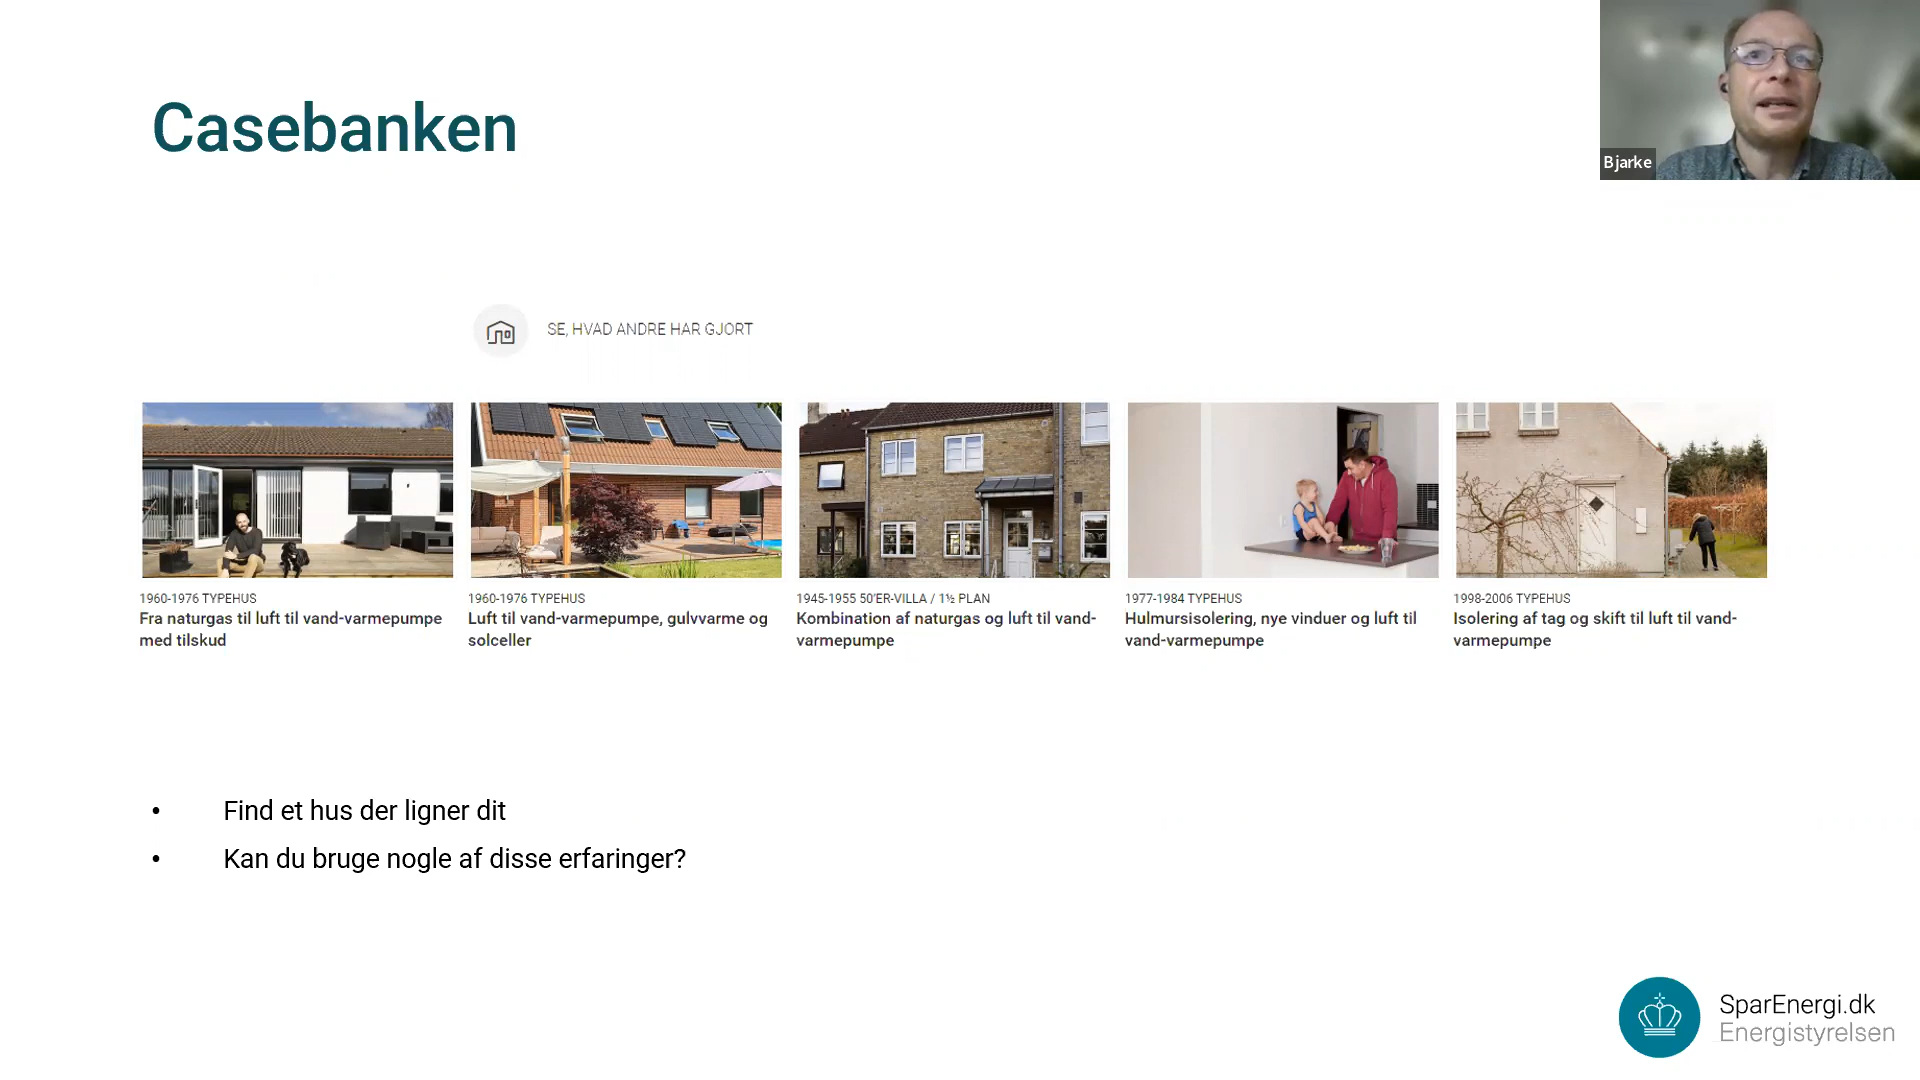 Casebanken
Bjarke
SE, HVAD ANDRE HAR GJORT
1960-1976 TYPEHUS
Fra naturgas til luft til vand-varmepumpe
med tilskud
1960-1976 TYPEHUS
Luft til vand-varmepumpe, gulvvarme og
solceller
1945-1955 50'ER-VILLA / 1½ PLAN
Kombination af naturgas og luft til vand-
varmepumpe
1977-1984 TYPEHUS
Hulmursisolering, nye vinduer og luft til
vand-varmepumpe
1998-2006 TYPEHUS
Isolering af tag og skift til luft til vand-
varmepumpe
• Find et hus der ligner dit
• Kan du bruge nogle af disse erfaringer?
SparEnergi.dk
Energistyrelsen